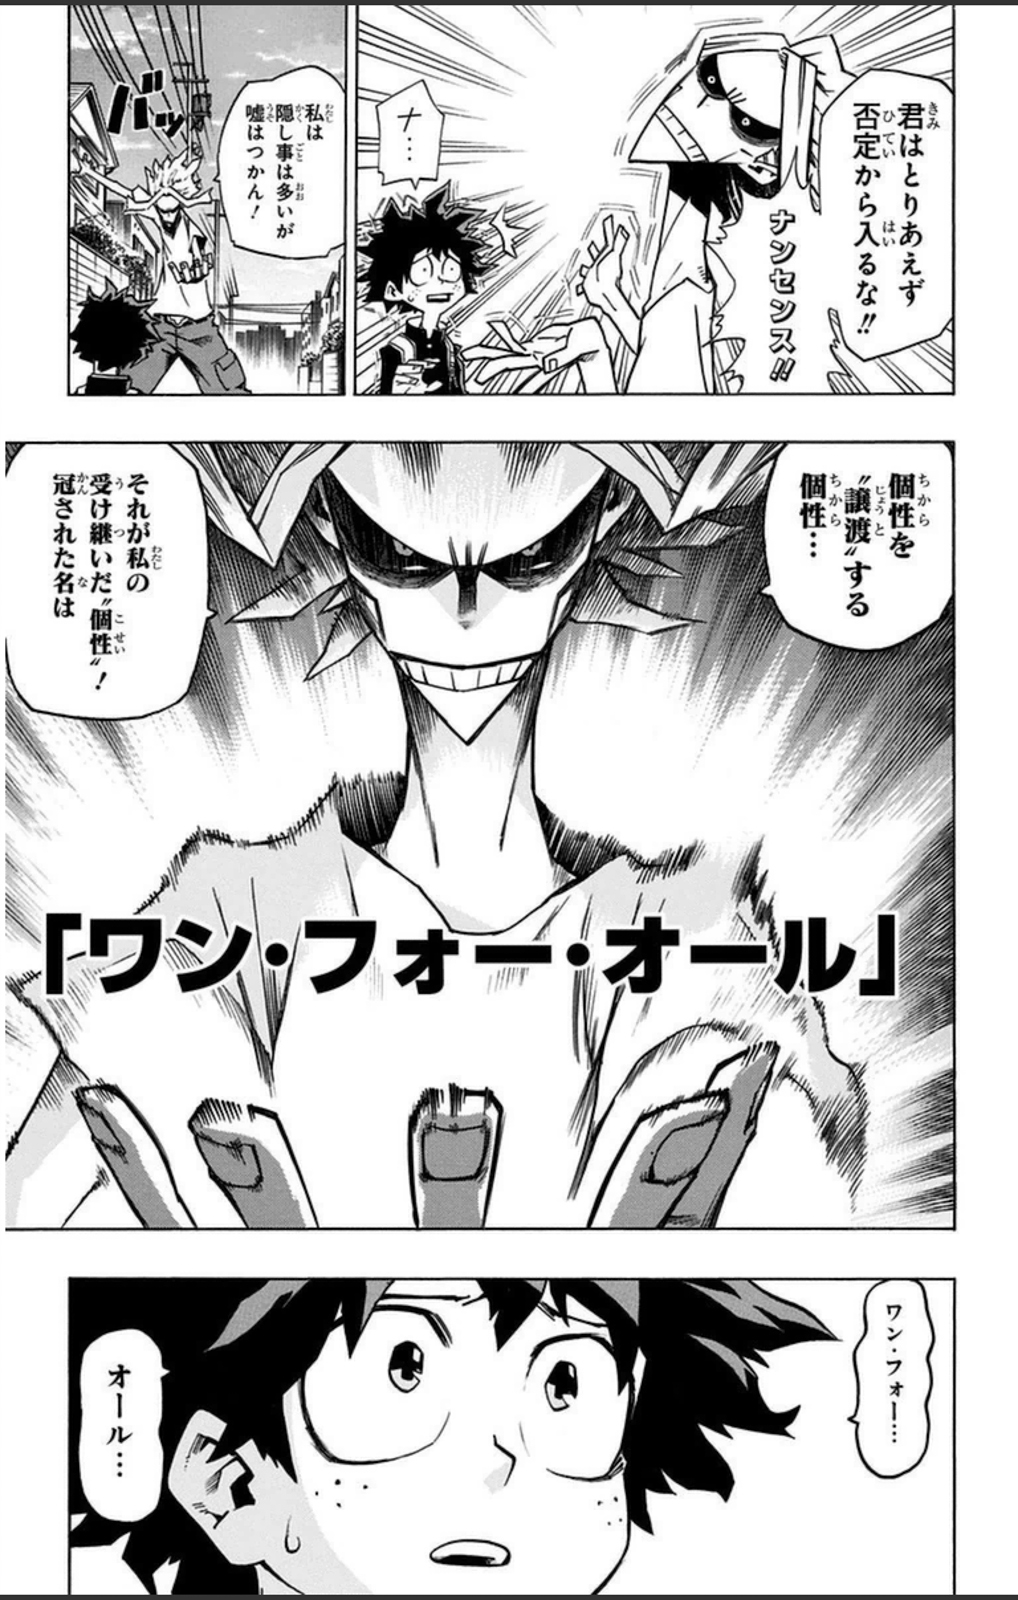 君はとりあえず
否定から入るな!!
ナンセンス!!
ナ…
私は
隠し事は多いが
嘘はつかん!
バッ
個性を
〝譲渡〟する
個性…
それが私の
受け継いだ〝個性〟!
冠された名は
「ワン・フォー・オール」
ワン・フォー…
オール…